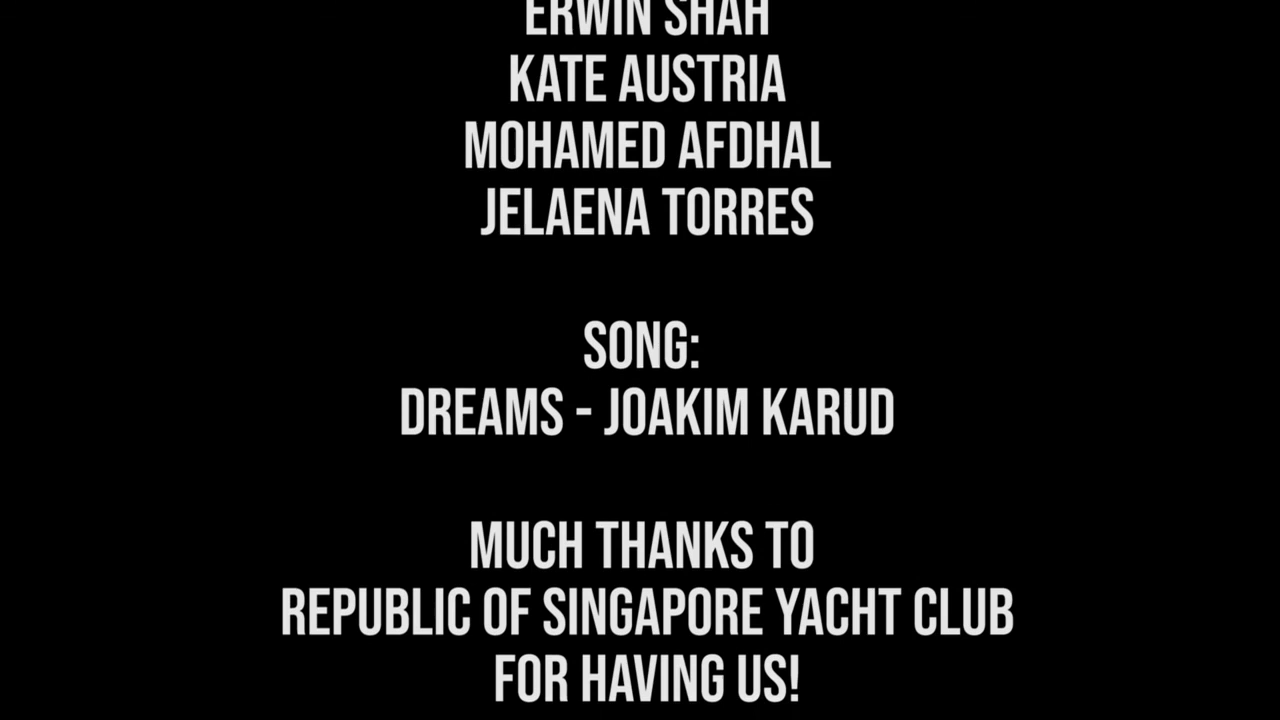 ERWIN SHAH
KATE AUSTRIA
MOHAMED AFDHAL
JELAENA TORRES
SONG:
DREAMS - JOAKIM KARUD
MUCH THANKS TO
REPUBLIC OF SINGAPORE YACHT CLUB
FOR HAVING US!